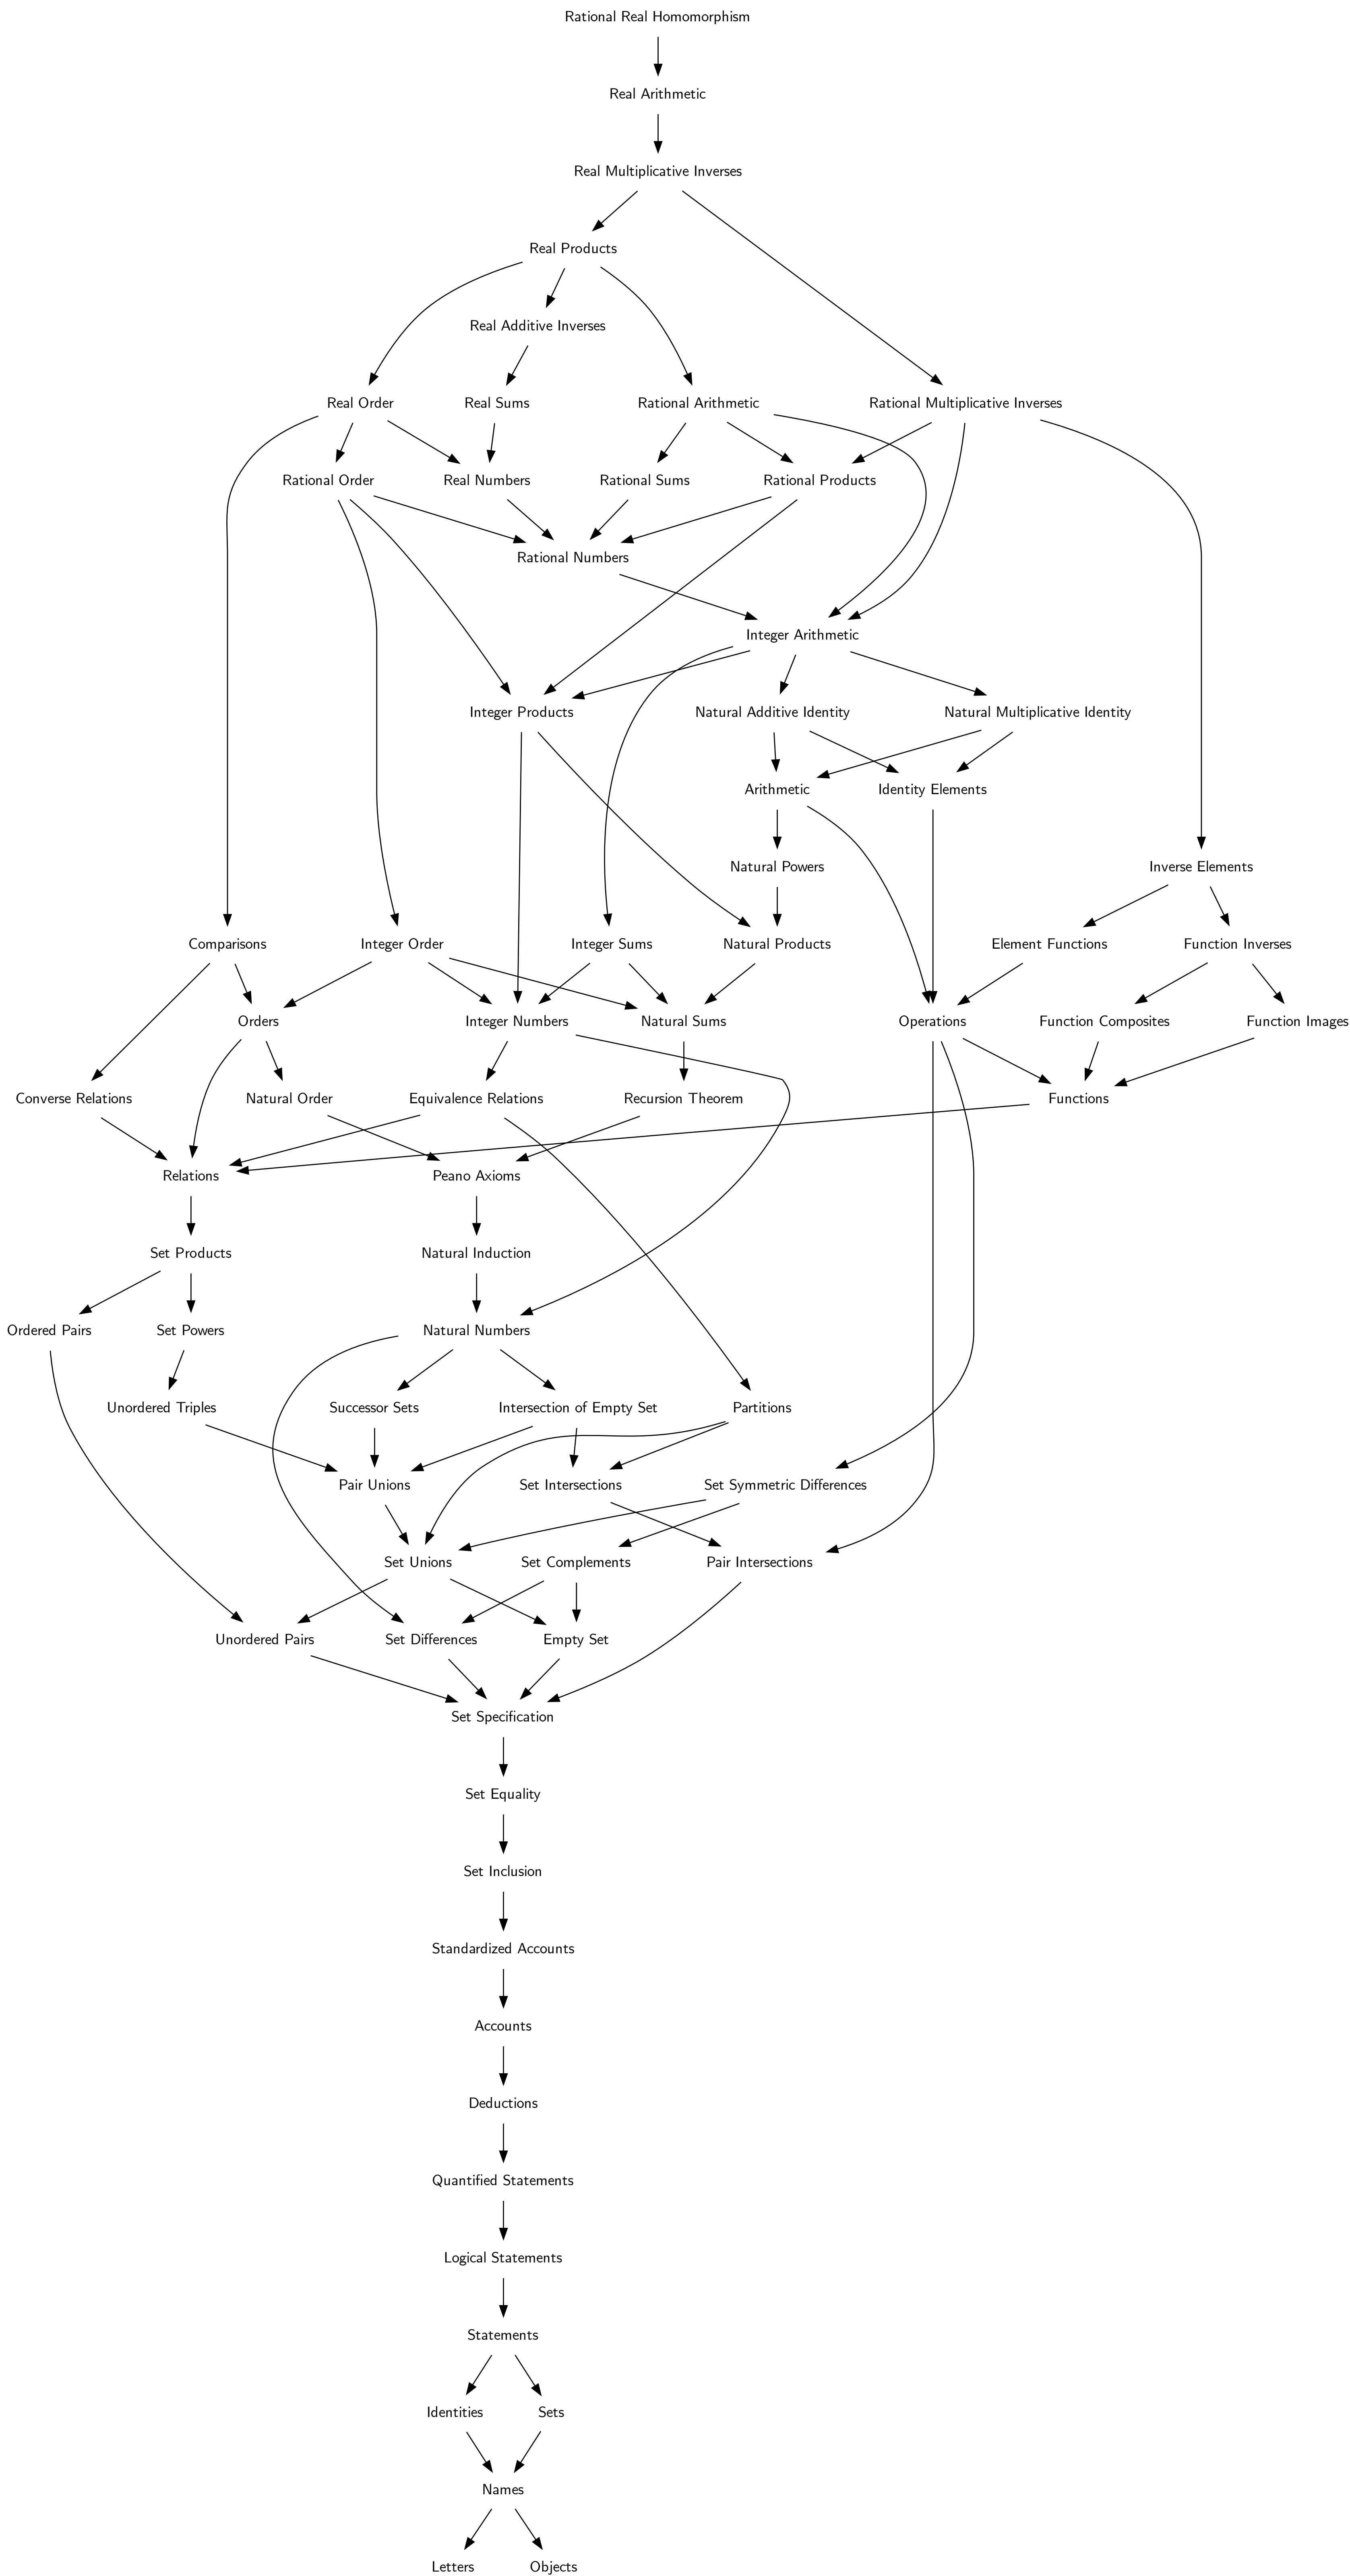 Rational Real Homomorphism
Real Arithmetic
Real Multiplicative Inverses
Real Products
Real Additive Inverses
Real Order
Real Sums
Rational Arithmetic
Rational Multiplicative Inverses
Rational Order
Real Numbers
Rational Sums
Rational Products
Rational Numbers
Integer Arithmetic
Integer Products
Natural Additive Identity
Natural Multiplicative Identity
Arithmetic
Identity Elements
Natural Powers
Inverse Elements
Comparisons
Integer Order
Integer Sums
Natural Products
Element Functions
Function Inverses
Orders
Integer Numbers
Natural Sums
Operations
Function Composites
Function Images
Converse Relations
Natural Order
Equivalence Relations
Recursion Theorem
Functions
Relations
Peano Axioms
Set Products
Natural Induction
Ordered Pairs
Set Powers
Natural Numbers
Unordered Triples
Successor Sets
Intersection of Empty Set
Partitions
Pair Unions
Set Intersections
Set Symmetric Differences
Set Unions
Set Complements
Pair Intersections
Unordered Pairs
Set Differences
Empty Set
Set Specification
Set Equality
Set Inclusion
Standardized Accounts
Accounts
Deductions
Quantified Statements
Logical Statements
Statements
Identities
Sets
Names
Letters
Objects